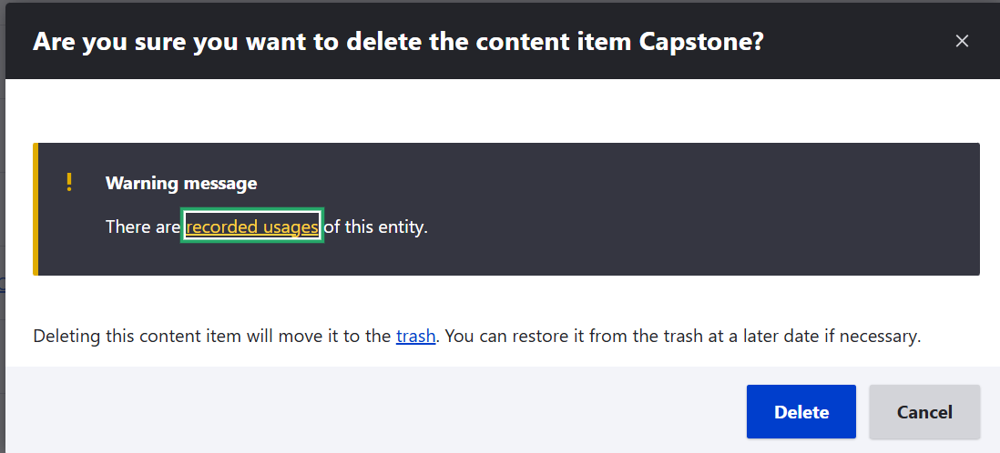 Are you sure you want to delete the content item Capstone?
Warning message
There are recorded usages of this entity.
Deleting this content item will move it to the trash. You can restore it from the trash at a later date if necessary.
Delete
Cancel